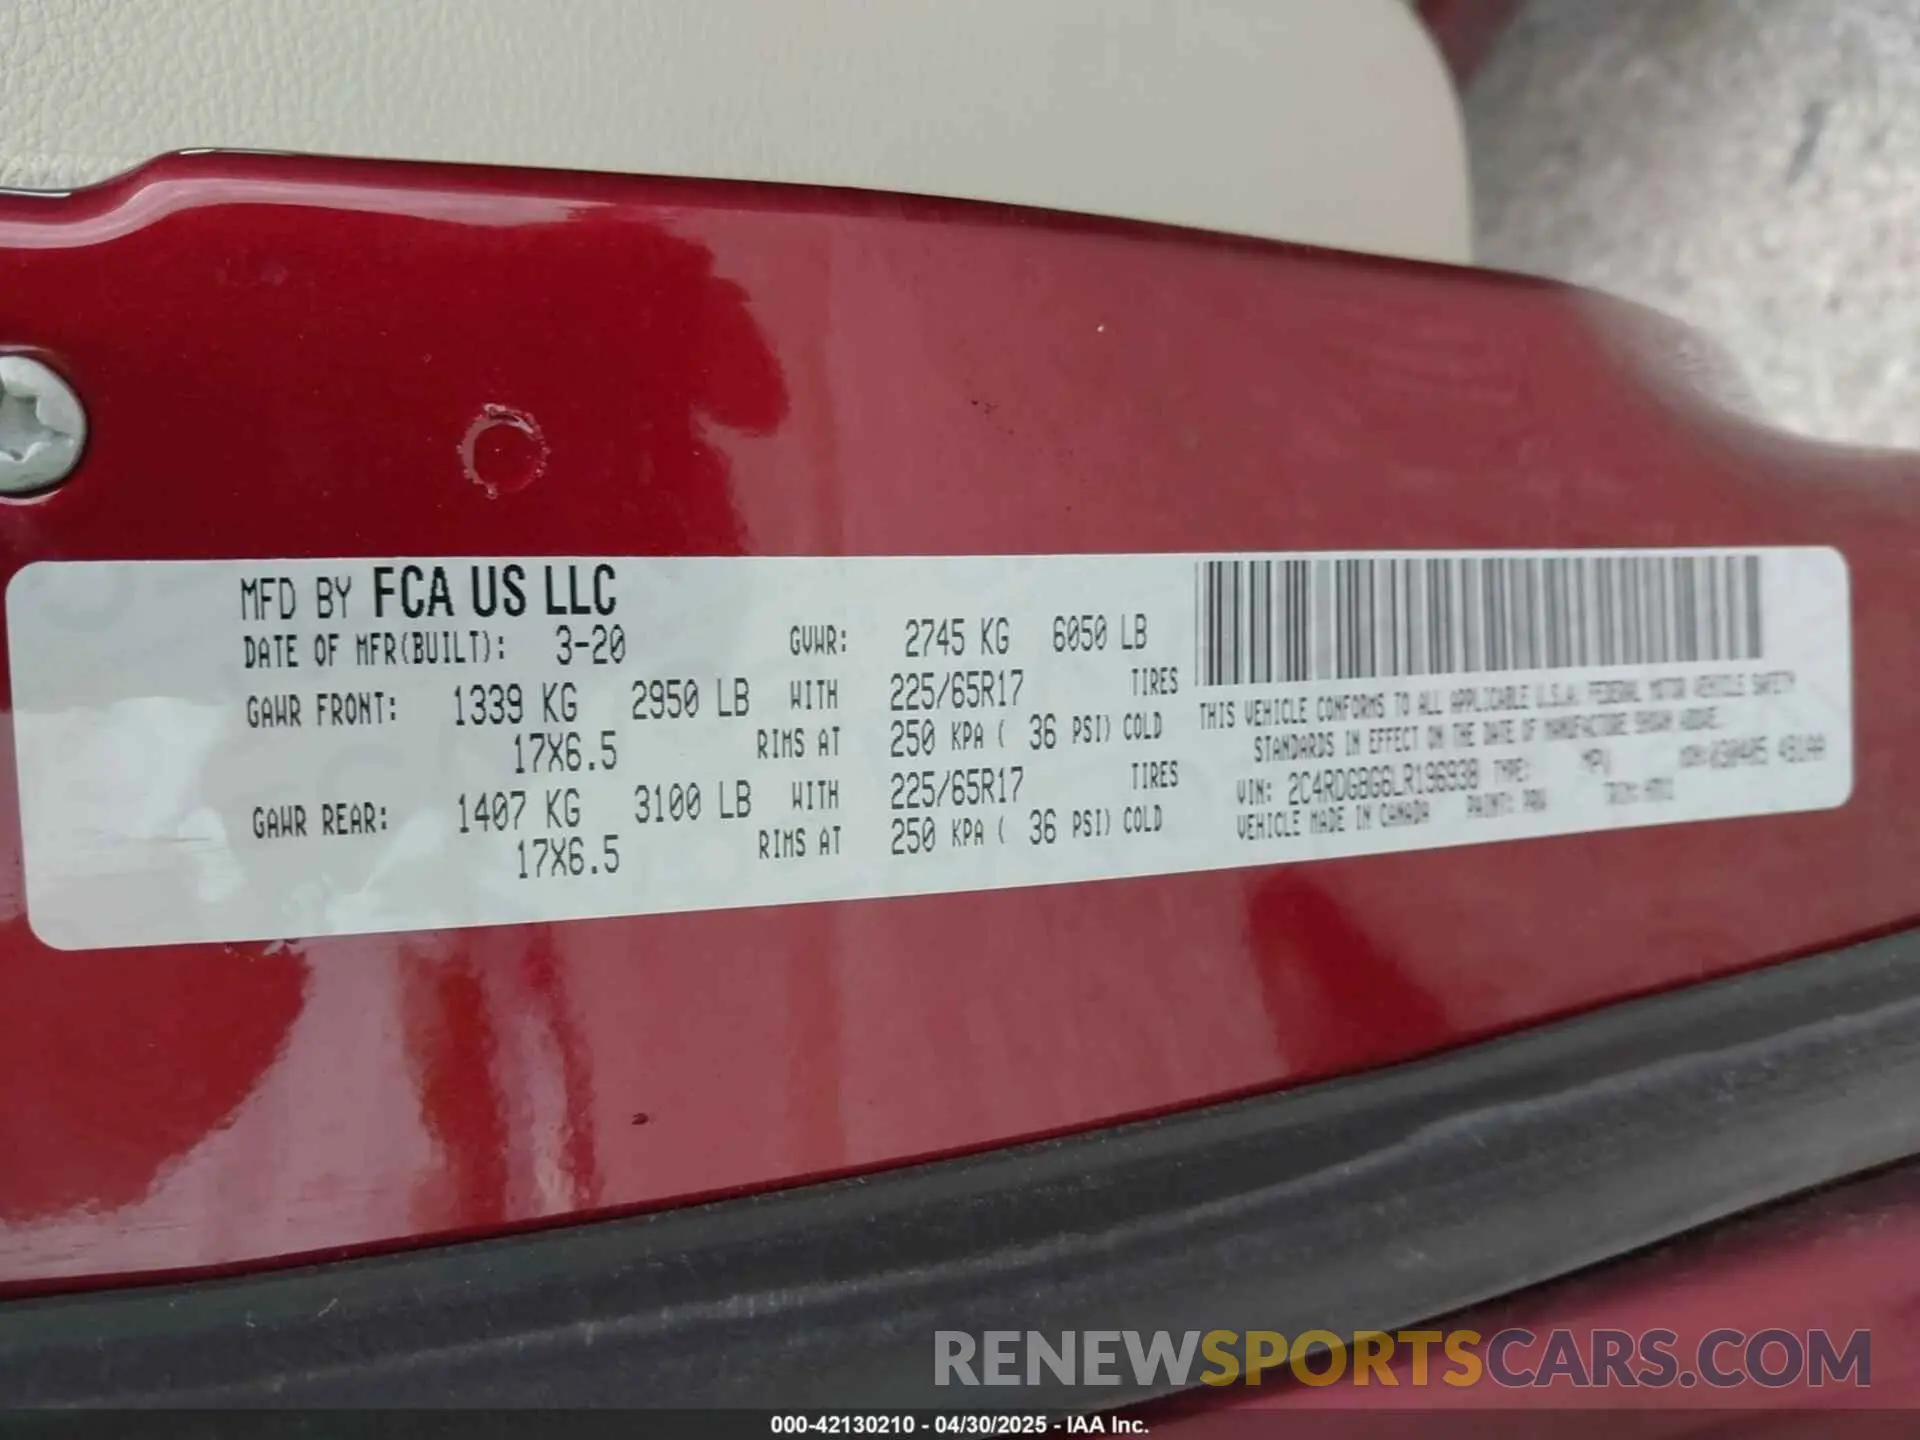 MFD BY FCA US LLC
DATE OF MFR(BUILT): 3-20 GVWR: 2745 KG 6050 LB
GAWR FRONT: 1339 KG 2950 LB WITH 225/65R17 TIRES
17X6.5 RIMS AT 250 KPA ( 36 PSI) COLD
GAWR REAR: 1407 KG 3100 LB WITH 225/65R17 TIRES
17X6.5 RIMS AT 250 KPA ( 36 PSI) COLD
THIS VEHICLE CONFORMS TO ALL APPLICABLE U.S.A. FEDERAL MOTOR VEHICLE SAFETY
STANDARDS IN EFFECT ON THE DATE OF MANUFACTURE SHOWN ABOVE.
VIN: 2C4RDGBG6LR196938 TYPE: MPV
VEHICLE MADE IN CANADA PAINT: PRV
RENEWSPORTSCARS.COM
000-42130210 - 04/30/2025 - IAA Inc.